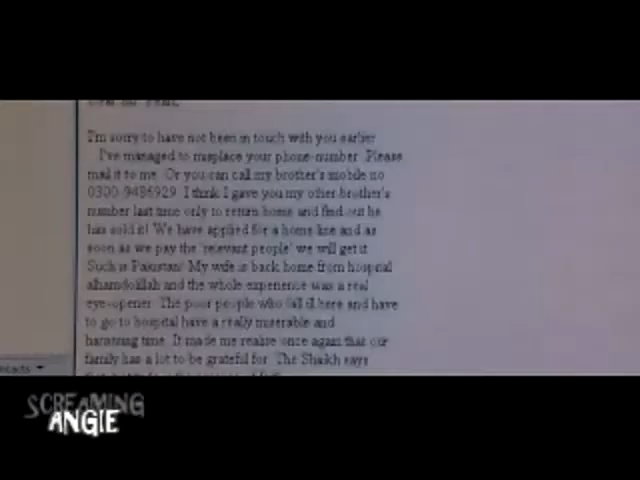 I'm sorry to have not been in touch with you earlier
I've managed to misplace your phone-number. Please
mail it to me. Or you can call my brother's mobile no
0300-9486929. I think I gave you my other brother's
number last time only to return home and find out he
has sold it! We have applied for a home line and as
soon as we pay the 'relevant people' we will get it
Such is Pakistan! My wife is back home from hospital
alhamdolillah and the whole experience was a real
eye-opener. The poor people who fall ill here and have
to go to hospital have a really miserable and
harassing time. It made me realize once again that our
family has a lot to be grateful for. The Shaikh says
SCREAMING
ANGIE